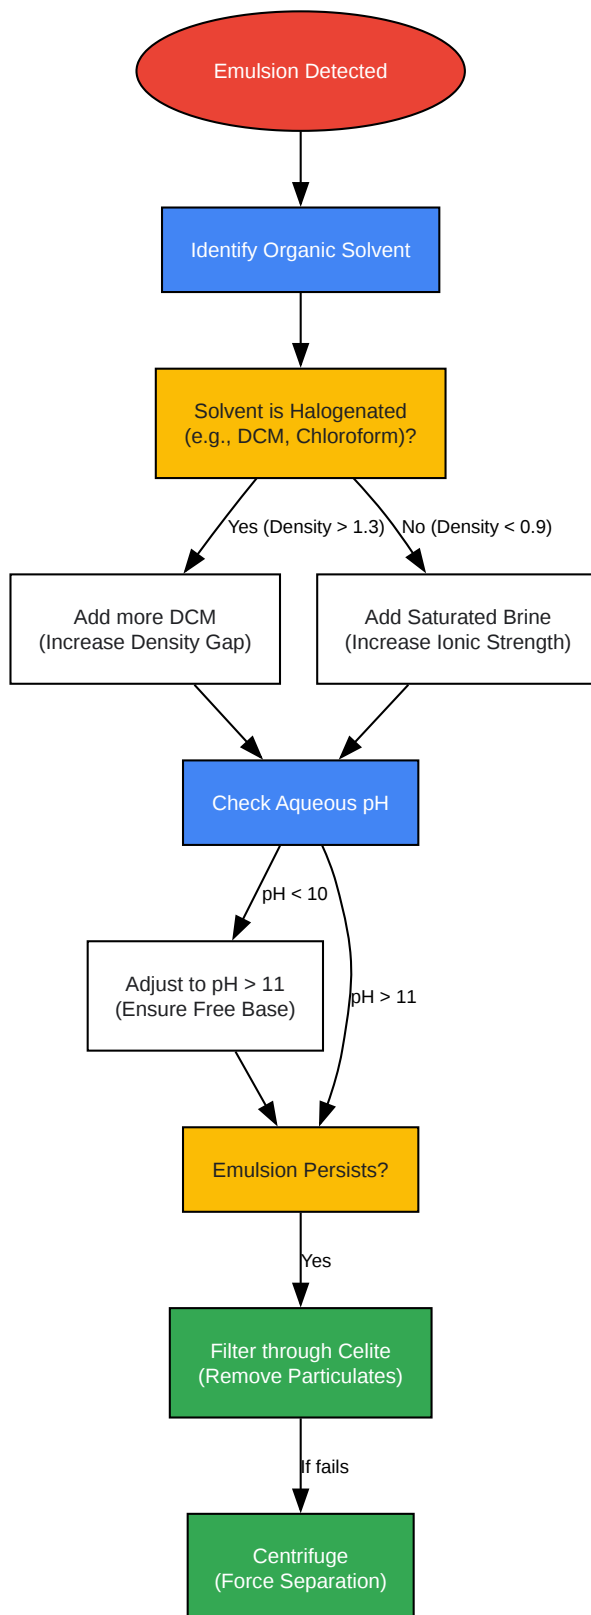 Emulsion Detected
Identify Organic Solvent
Solvent is Halogenated
(e.g., DCM, Chloroform)?
Yes (Density > 1.3)
No (Density < 0.9)
Add more DCM
(Increase Density Gap)
Add Saturated Brine
(Increase Ionic Strength)
Check Aqueous pH
pH < 10
Adjust to pH > 11
(Ensure Free Base)
pH > 11
Emulsion Persists?
Yes
Filter through Celite
(Remove Particulates)
If fails
Centrifuge
(Force Separation)